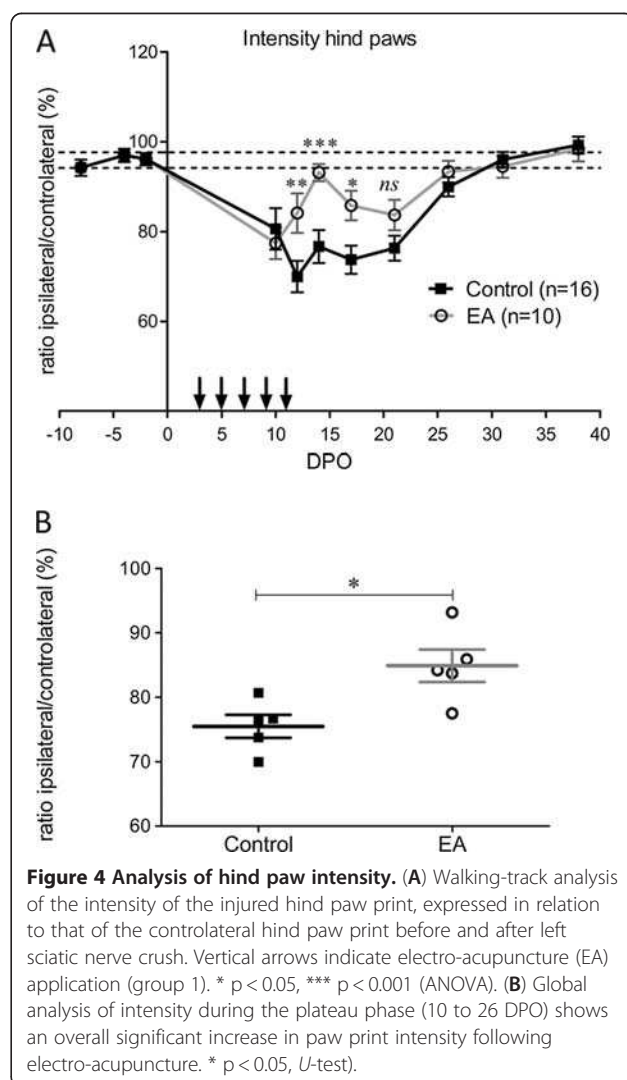 A
Intensity hind paws
ratio ipsilateral/controlateral (%)
120
100
80
60
***
**
*
ns
Control (n=16)
EA (n=10)
-10 -5 0 5 10 15 20 25 30 35 40
DPO
B
ratio ipsilateral/controlateral (%)
100
90
80
70
60
*
Control EA
Figure 4 Analysis of hind paw intensity. (A) Walking-track analysis
of the intensity of the injured hind paw print, expressed in relation
to that of the controlateral hind paw print before and after left
sciatic nerve crush. Vertical arrows indicate electro-acupuncture (EA)
application (group 1). * p < 0.05, *** p < 0.001 (ANOVA). (B) Global
analysis of intensity during the plateau phase (10 to 26 DPO) shows
an overall significant increase in paw print intensity following
electro-acupuncture. * p < 0.05, U-test).